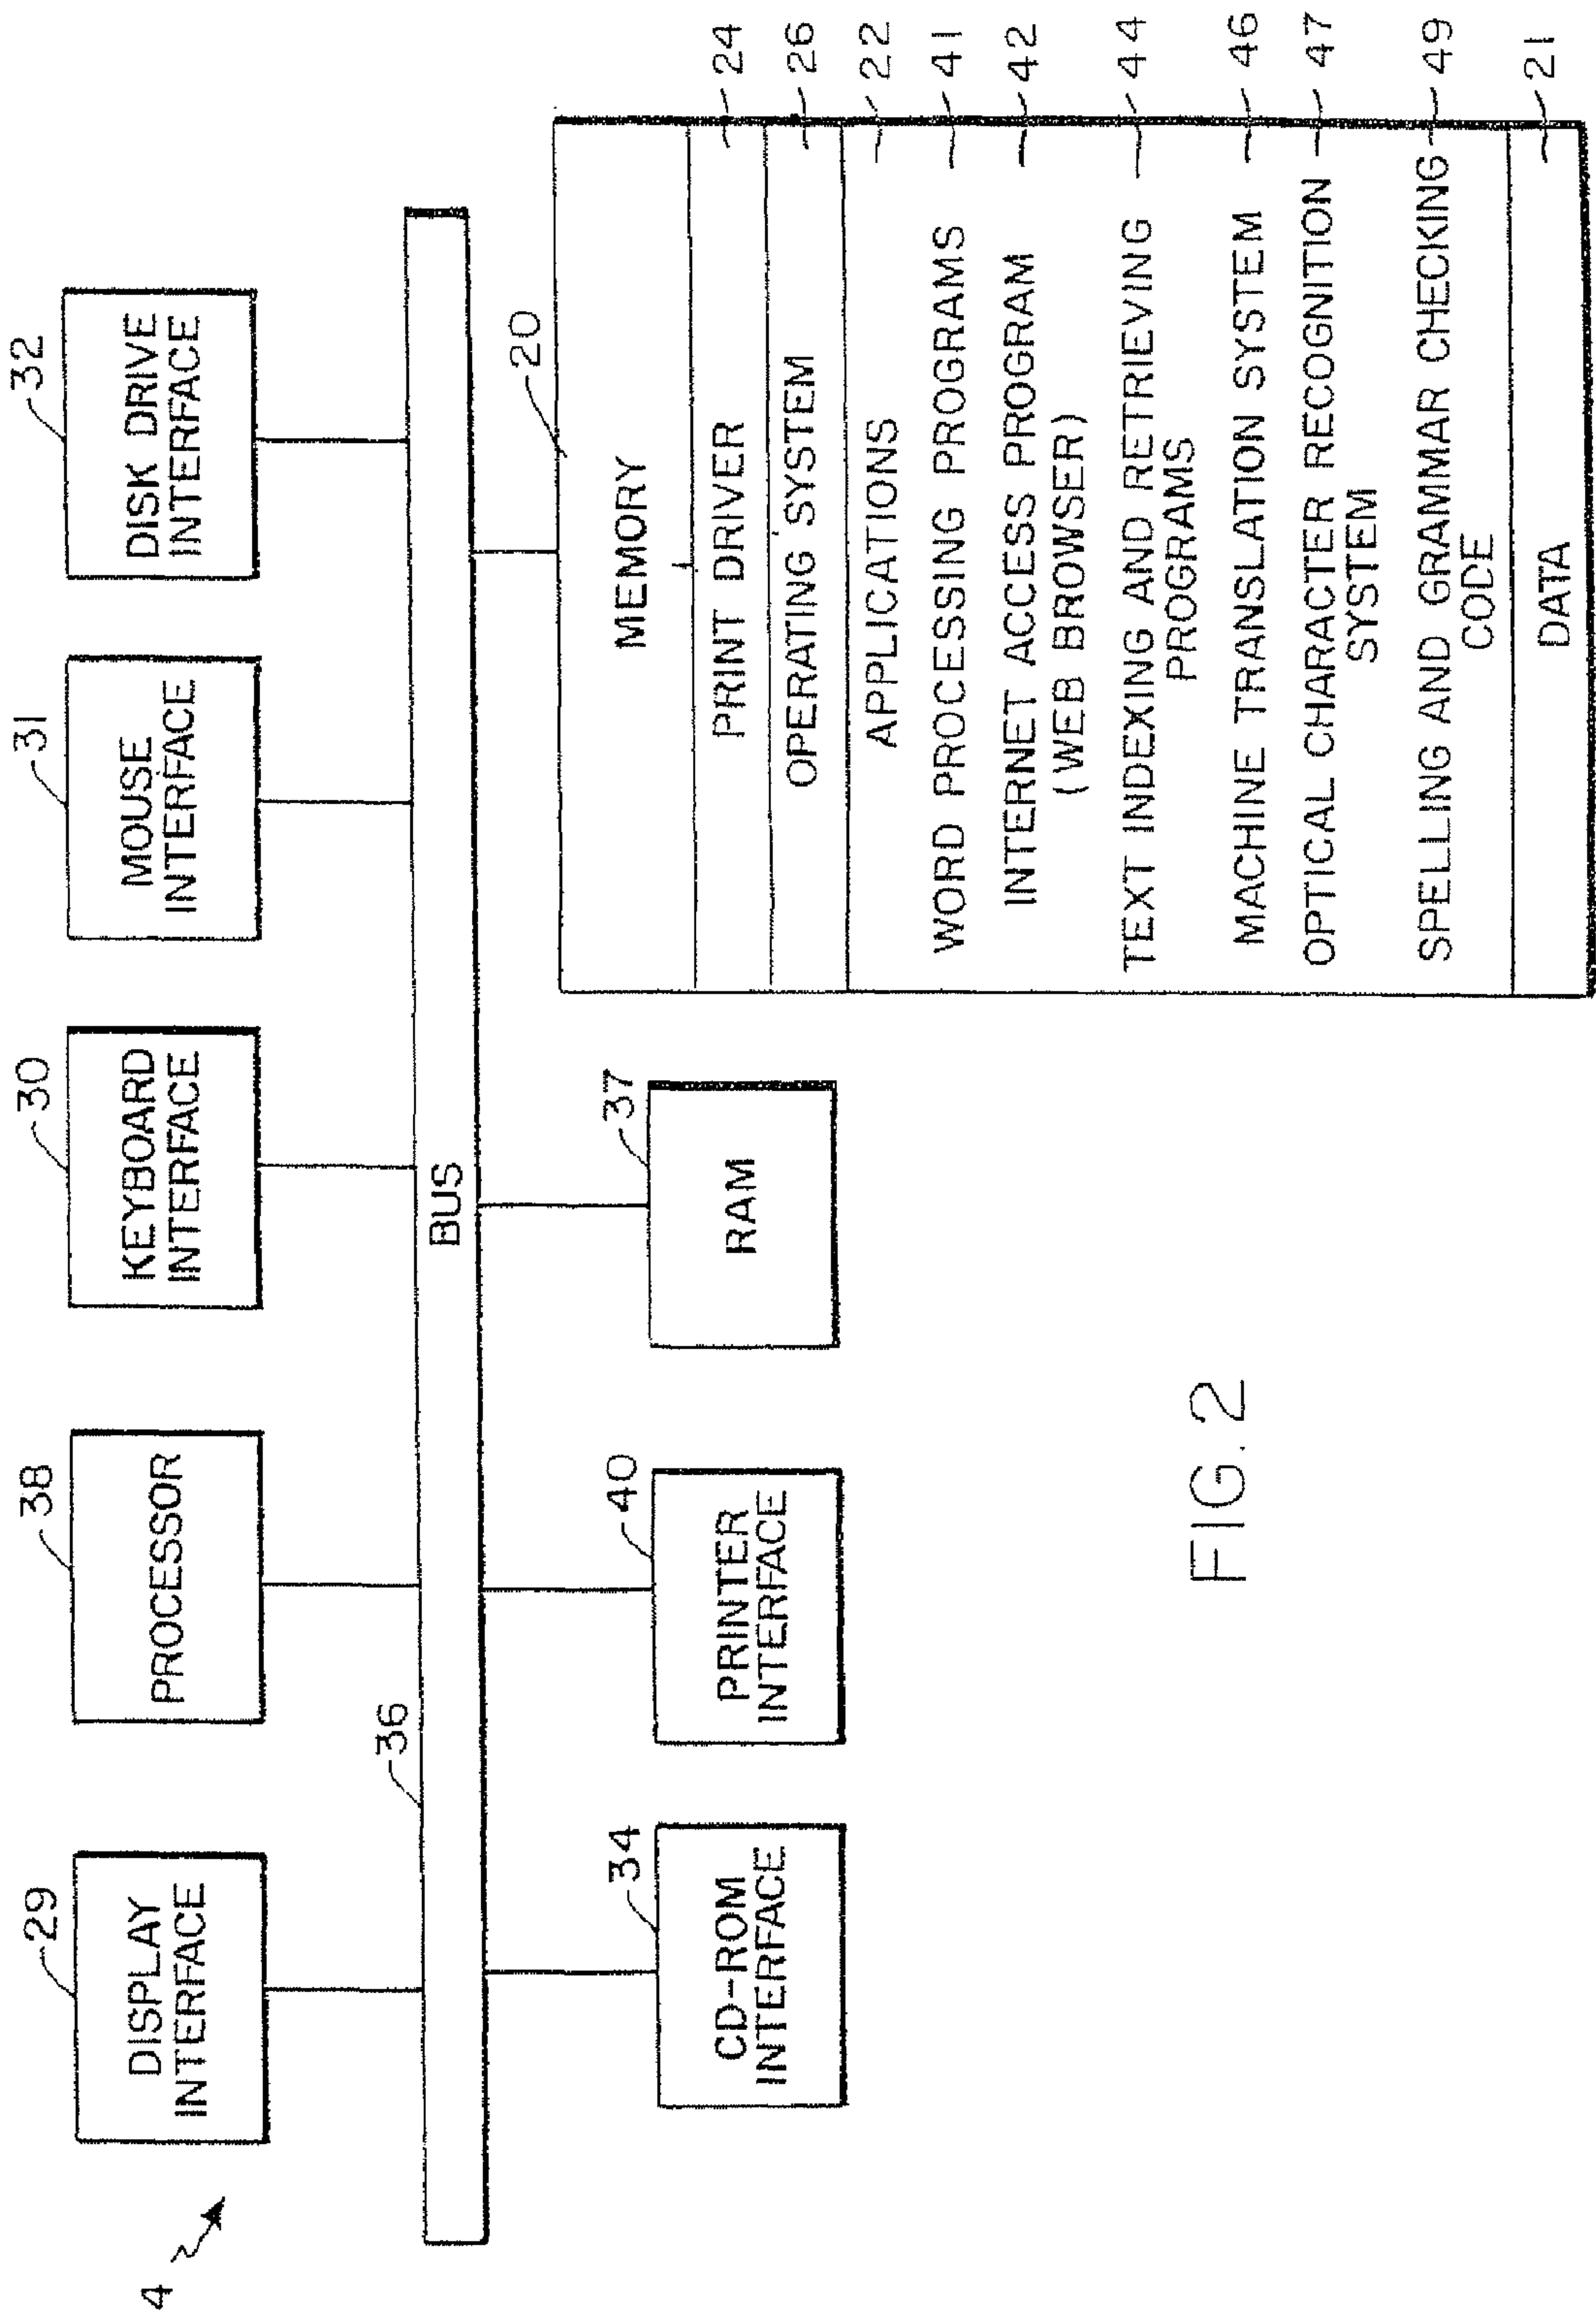 4
29
DISPLAY
INTERFACE
38
PROCESSOR
30
KEYBOARD
INTERFACE
31
MOUSE
INTERFACE
32
DISK DRIVE
INTERFACE
36
BUS
34
CD-ROM
INTERFACE
40
PRINTER
INTERFACE
37
RAM
20
MEMORY
PRINT DRIVER 24
OPERATING SYSTEM 26
APPLICATIONS 22
WORD PROCESSING PROGRAMS 41
INTERNET ACCESS PROGRAM 42
(WEB BROWSER)
TEXT INDEXING AND RETRIEVING 44
PROGRAMS
MACHINE TRANSLATION SYSTEM 46
OPTICAL CHARACTER RECOGNITION 47
SYSTEM
SPELLING AND GRAMMAR CHECKING 49
CODE
DATA 21
FIG. 2